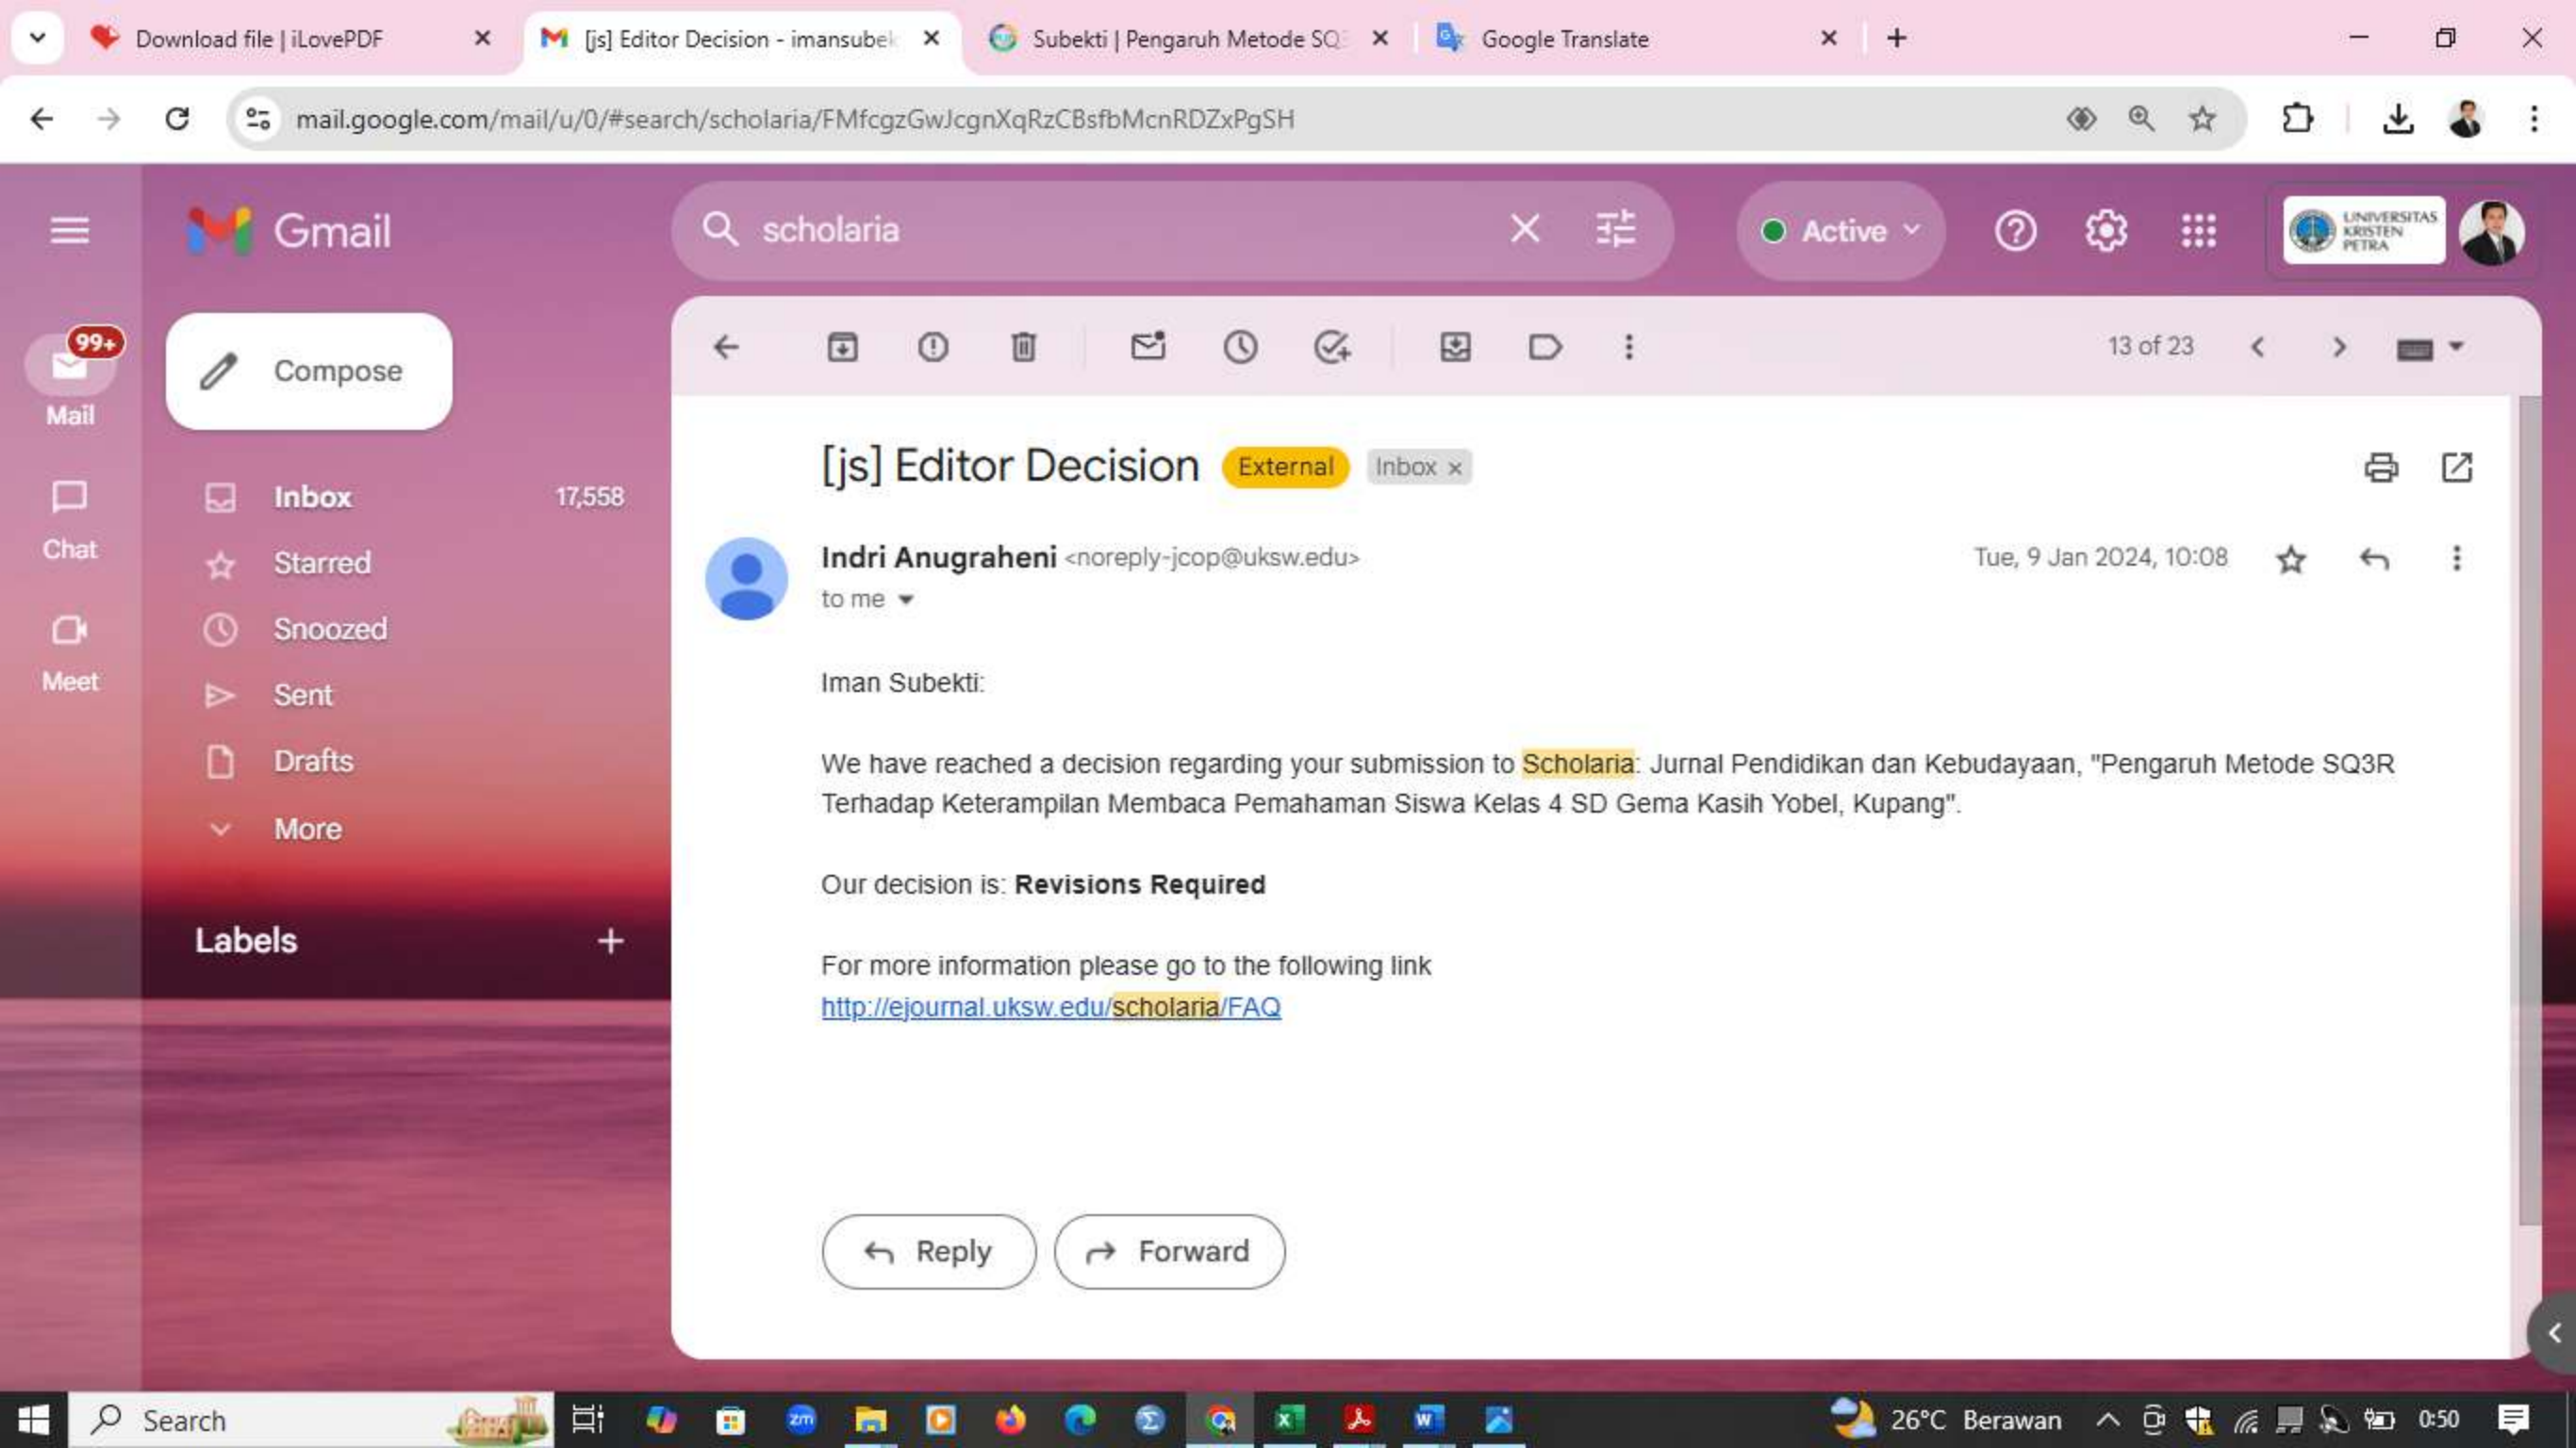 Download file | iLovePDF
[js] Editor Decision - imansubek
Subekti | Pengaruh Metode SQ3
Google Translate
mail.google.com/mail/u/0/#search/scholaria/FMfcgzGwJcgnXqRzCBsfbMcnRDZxPgSH
Gmail
scholaria
Active
UNIVERSITAS
KRISTEN
PETRA
99+
Mail
Chat
Meet
Compose
Inbox 17,558
Starred
Snoozed
Sent
Drafts
More
Labels
13 of 23
[js] Editor Decision External Inbox ×
Indri Anugraheni <noreply-jcop@uksw.edu> Tue, 9 Jan 2024, 10:08
to me
Iman Subekti:
We have reached a decision regarding your submission to Scholaria: Jurnal Pendidikan dan Kebudayaan, "Pengaruh Metode SQ3R
Terhadap Keterampilan Membaca Pemahaman Siswa Kelas 4 SD Gema Kasih Yobel, Kupang".
Our decision is: Revisions Required
For more information please go to the following link
http://ejournal.uksw.edu/scholaria/FAQ
Reply
Forward
Search
zm
26°C Berawan
0:50